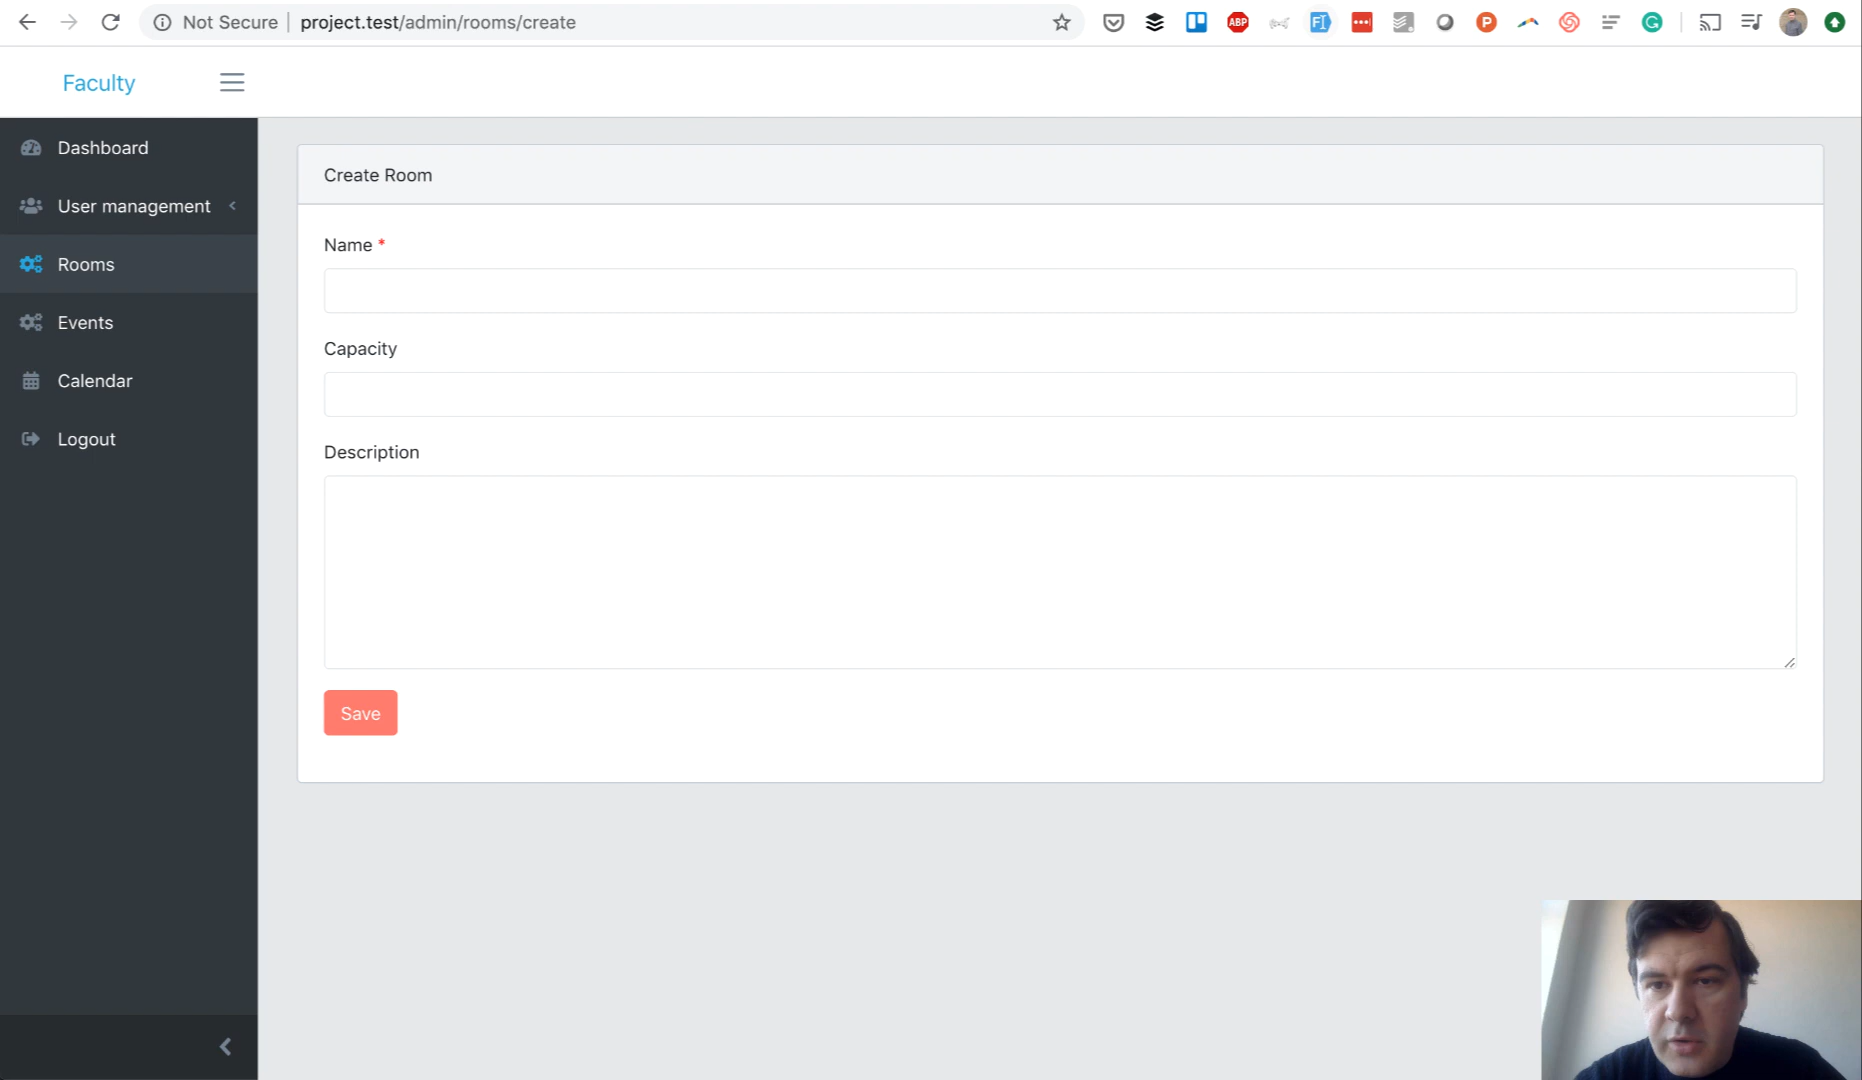 Not Secure | project.test/admin/rooms/create
ABP
P
Faculty
Dashboard
User management
Rooms
Events
Calendar
Logout
Create Room
Name *
Capacity
Description
Save